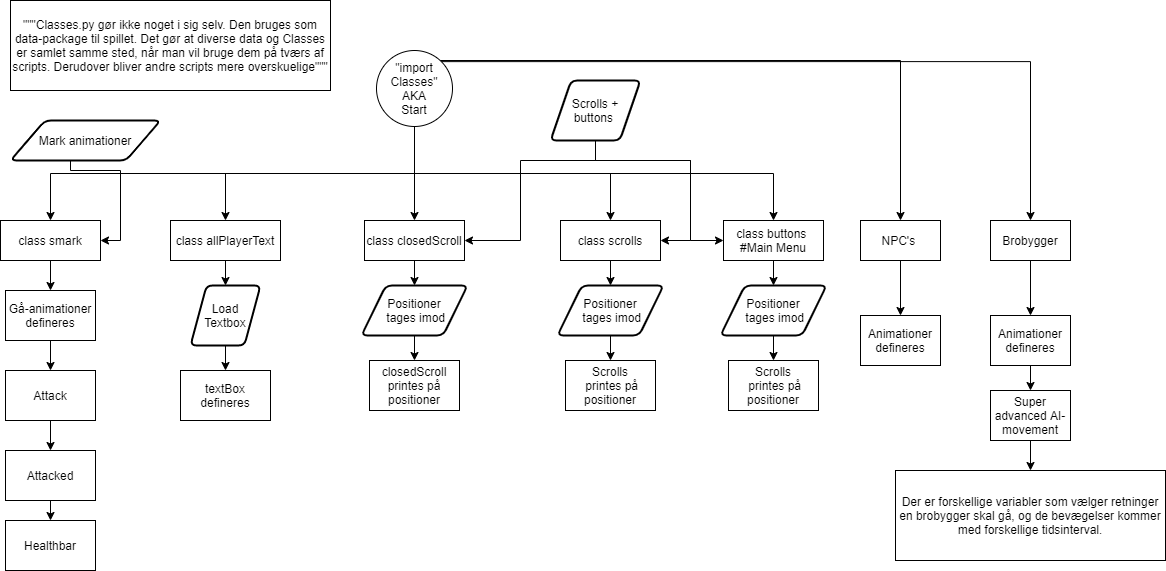 """Classes.py gør ikke noget i sig selv. Den bruges som
data-package til spillet. Det gør at diverse data og Classes
er samlet samme sted, når man vil bruge dem på tværs af
scripts. Derudover bliver andre scripts mere overskuelige"""
"import
Classes"
AKA
Start
Scrolls +
buttons
Mark animationer
class smark
class allPlayerText
class closedScroll
class scrolls
class buttons
#Main Menu
NPC's
Brobygger
Gå-animationer
defineres
Load
Textbox
Positioner
tages imod
Positioner
tages imod
Positioner
tages imod
Animationer
defineres
Animationer
defineres
Attack
textBox
defineres
closedScroll
printes på
positioner
Scrolls
printes på
positioner
Scrolls
printes på
positioner
Super
advanced AI-
movement
Attacked
Der er forskellige variabler som vælger retninger
en brobygger skal gå, og de bevægelser kommer
med forskellige tidsinterval.
Healthbar